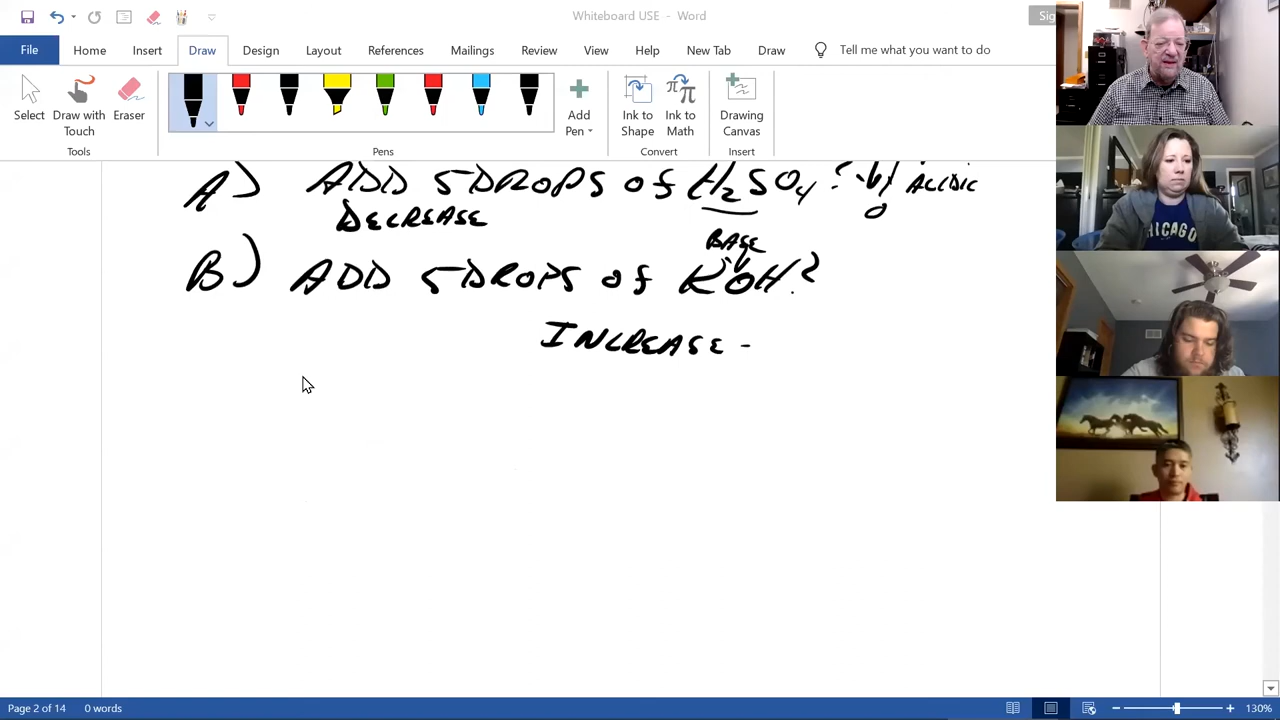 Whiteboard USE - Word
Sig
File Home Insert Draw Design Layout References Mailings Review View Help New Tab Draw Tell me what you want to do
Select Draw with Touch Eraser Add Pen Ink to Shape Ink to Math Drawing Canvas
Tools Pens Convert Insert
A) ADD 5 DROPS of H2SO4? ACIDIC
DECREASE
BASE
B) ADD 5 DROPS of KOH?
INCREASE -
CHICAGO
Page 2 of 14 0 words 130%